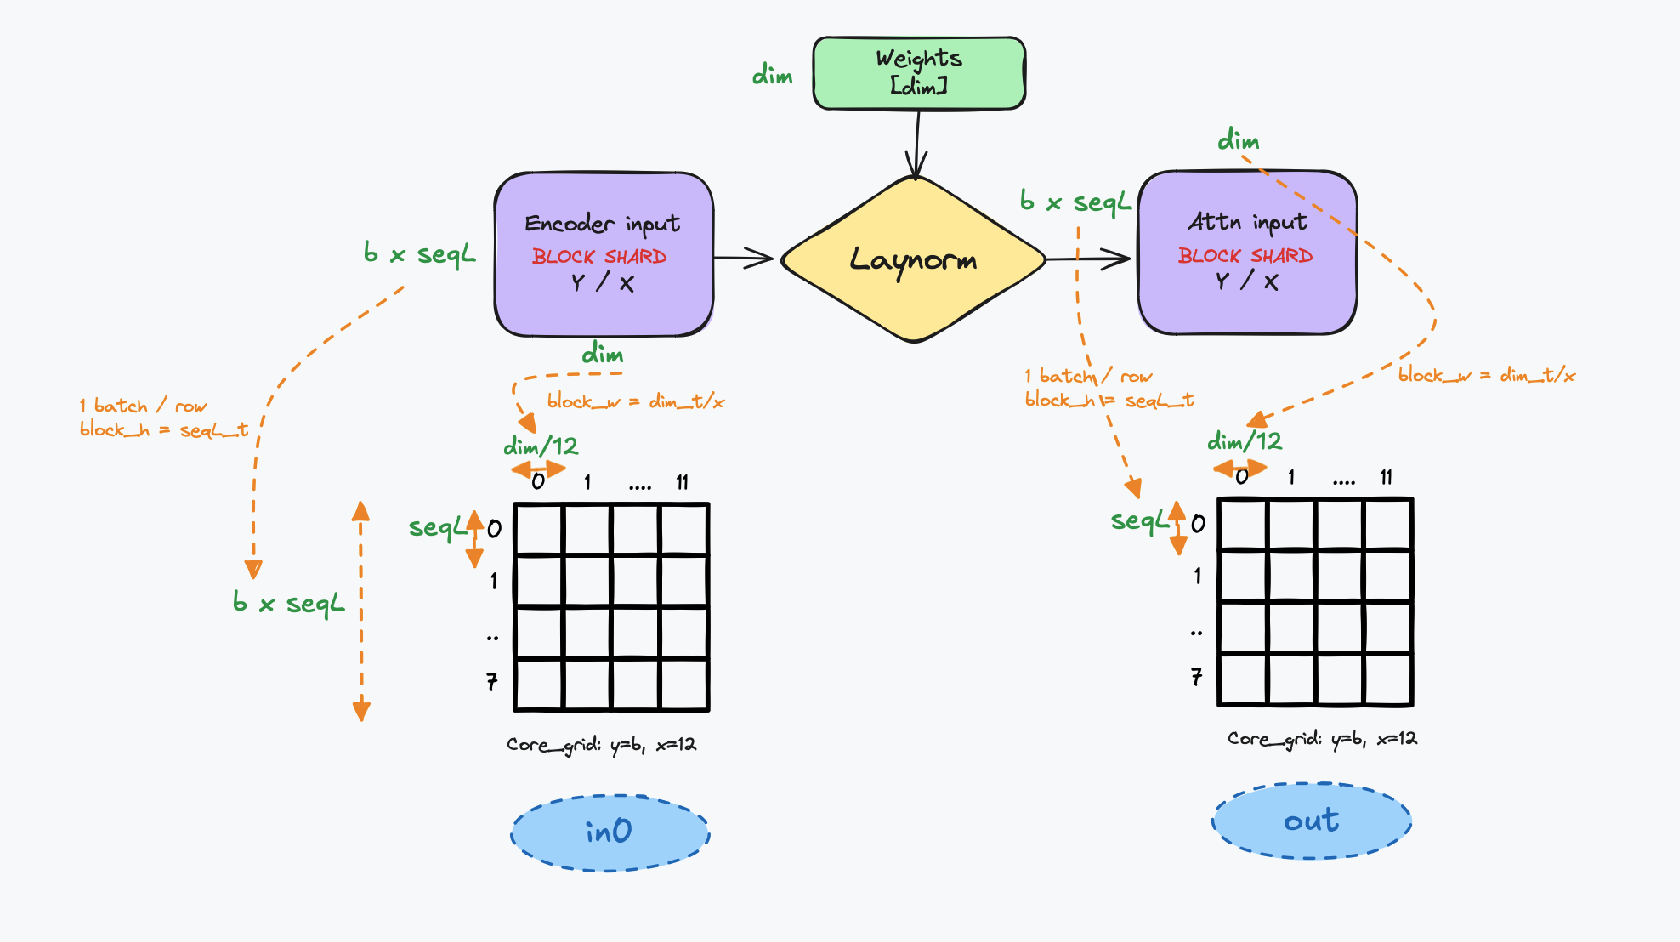 Weights
[dim]
dim
dim
b x seqL
Encoder input
BLOCK SHARD
Y / X
Laynorm
b x seqL
Attn input
BLOCK SHARD
Y / X
dim
1 batch / row
block_h = seqL_t
block_w = dim_t/x
1 batch / row
block_h = seqL_t
block_w = dim_t/x
dim/12
0 1 .... 11
seqL
0
1
..
7
b x seqL
Core_grid: y=b, x=12
in0
dim/12
0 1 .... 11
seqL
0
1
..
7
Core_grid: y=b, x=12
out